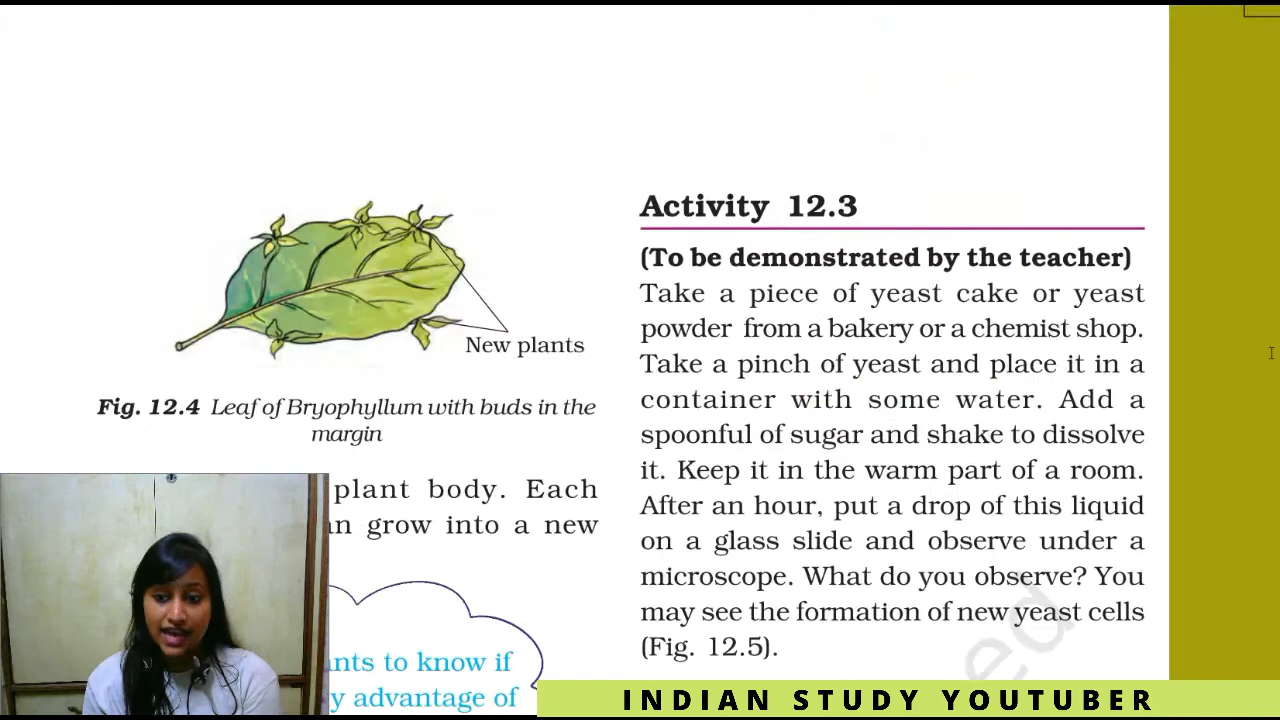 New plants
Fig. 12.4 Leaf of Bryophyllum with buds in the
margin
plant body. Each
grow into a new
to know if
advantage of
Activity 12.3
(To be demonstrated by the teacher)
Take a piece of yeast cake or yeast
powder from a bakery or a chemist shop.
Take a pinch of yeast and place it in a
container with some water. Add a
spoonful of sugar and shake to dissolve
it. Keep it in the warm part of a room.
After an hour, put a drop of this liquid
on a glass slide and observe under a
microscope. What do you observe? You
may see the formation of new yeast cells
(Fig. 12.5).
INDIAN STUDY YOUTUBER